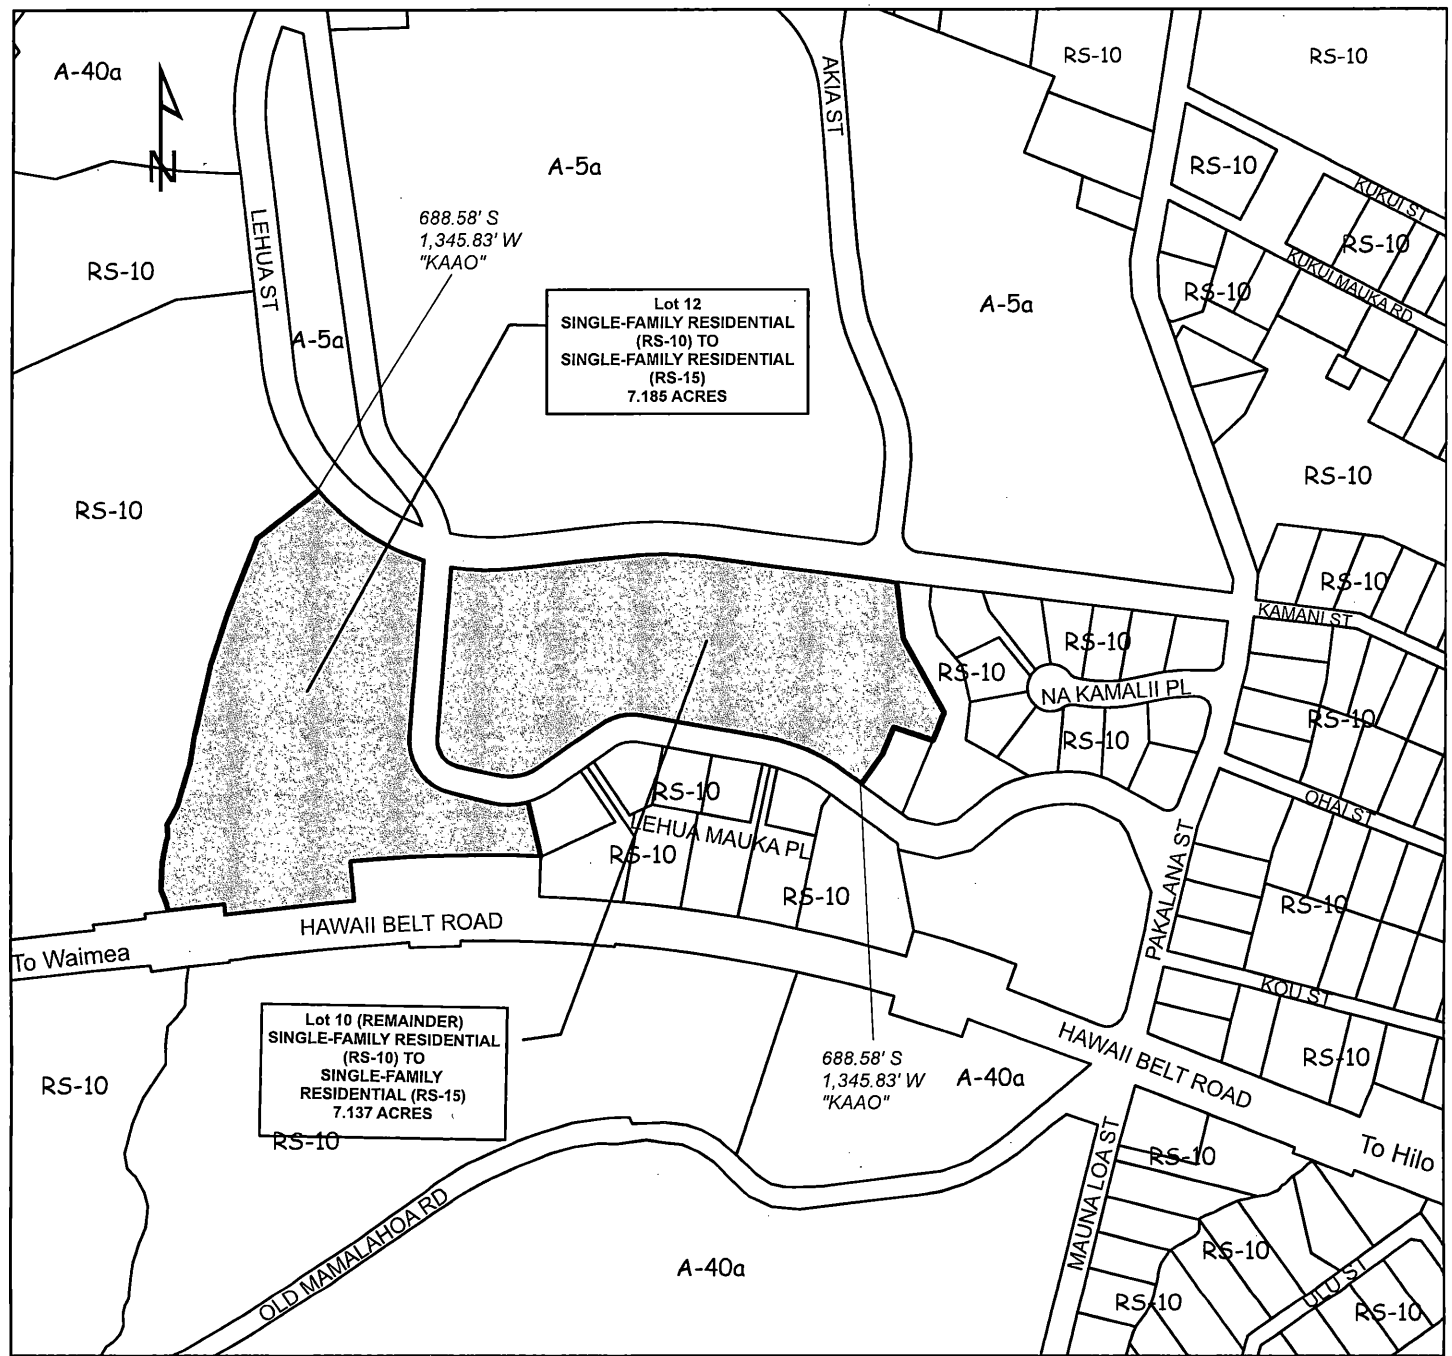 A-40a
N
RS-10
RS-10
LEHUA ST
A-5a
A-5a
688.58' S
1,345.83' W
"KAAO"
AKIA ST
A-5a
RS-10
RS-10
RS-10
KUKUI ST
RS-10
KUKUI MAUKA RD
RS-10
RS-10
Lot 12
SINGLE-FAMILY RESIDENTIAL
(RS-10) TO
SINGLE-FAMILY RESIDENTIAL
(RS-15)
7.185 ACRES
RS-10
KAMANI ST
RS-10
RS-10
NA KAMALII PL
RS-10
RS-10
OHAI ST
RS-10
LEHUA MAUKA PL
RS-10
RS-10
PAKALANA ST
RS-10
KOU ST
RS-10
HAWAII BELT ROAD
To Waimea
Lot 10 (REMAINDER)
SINGLE-FAMILY RESIDENTIAL
(RS-10) TO
SINGLE-FAMILY
RESIDENTIAL (RS-15)
7.137 ACRES
RS-10
RS-10
688.58' S
1,345.83' W
"KAAO"
A-40a
HAWAII BELT ROAD
To Hilo
MAUNA LOA ST
RS-10
RS-10
RS-10
ULU ST
RS-10
OLD MAMALAHOA RD
A-40a